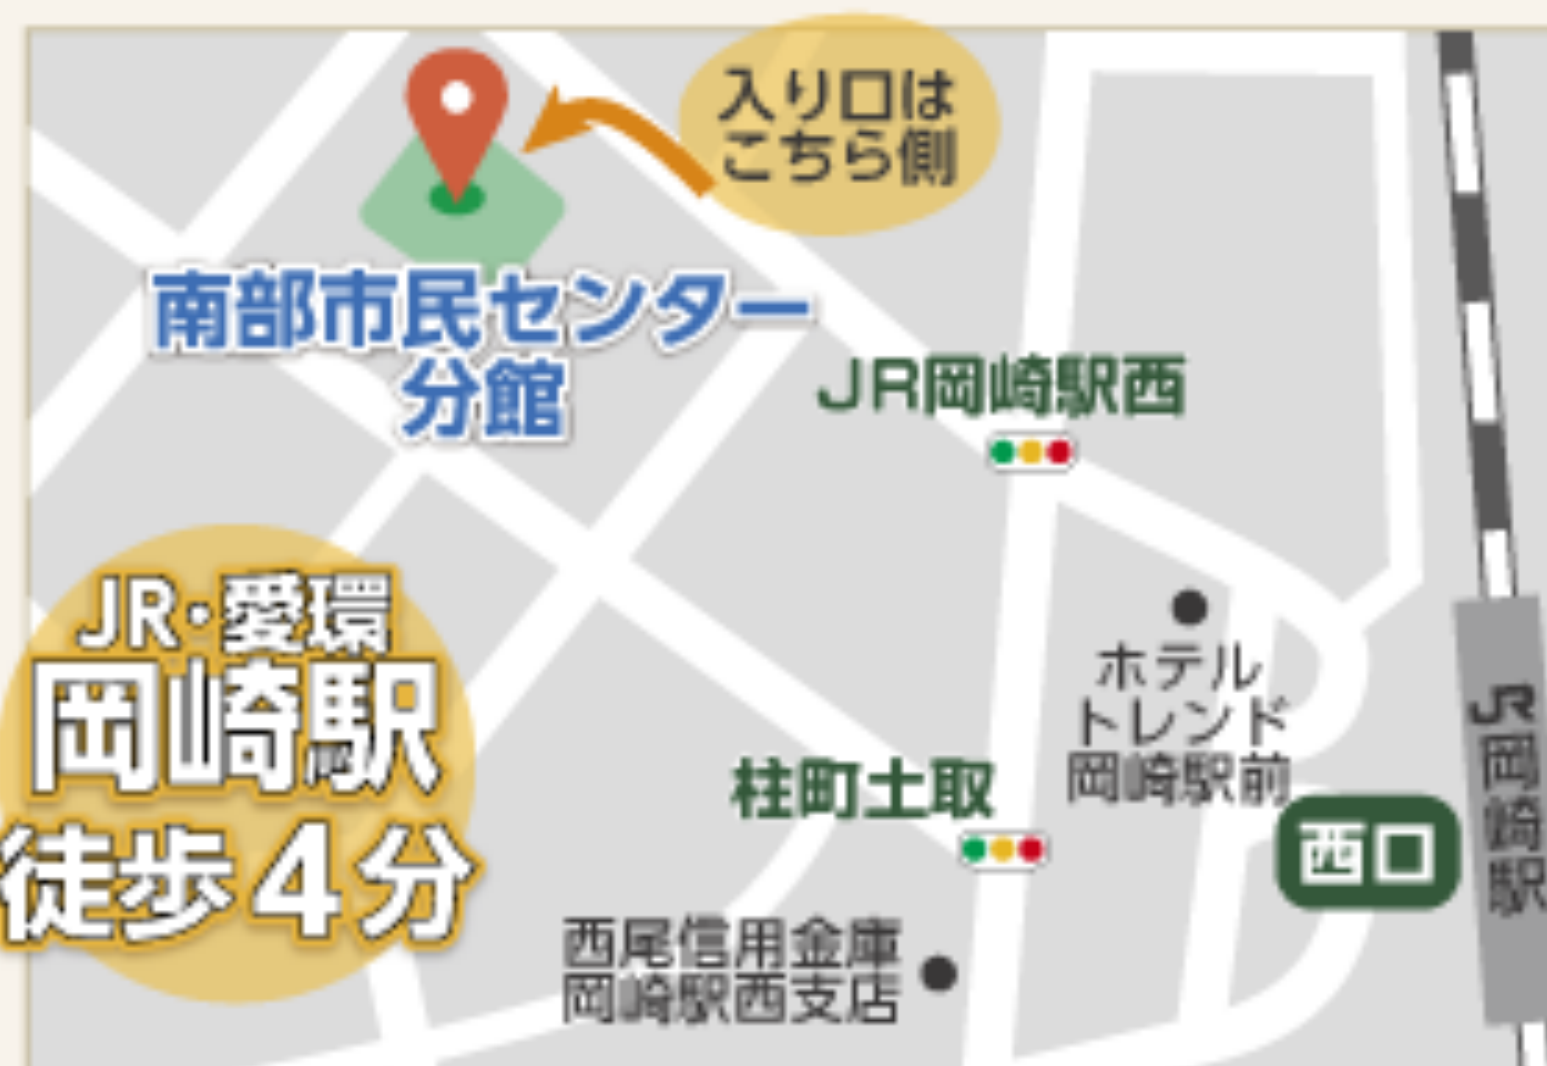 入り口は
こちら側
南部市民センター
分館
JR岡崎駅西
JR・愛環
岡崎駅
徒歩4分
ホテル
トレンド
岡崎駅前
柱町土取
西口
JR岡崎駅
西尾信用金庫
岡崎駅西支店